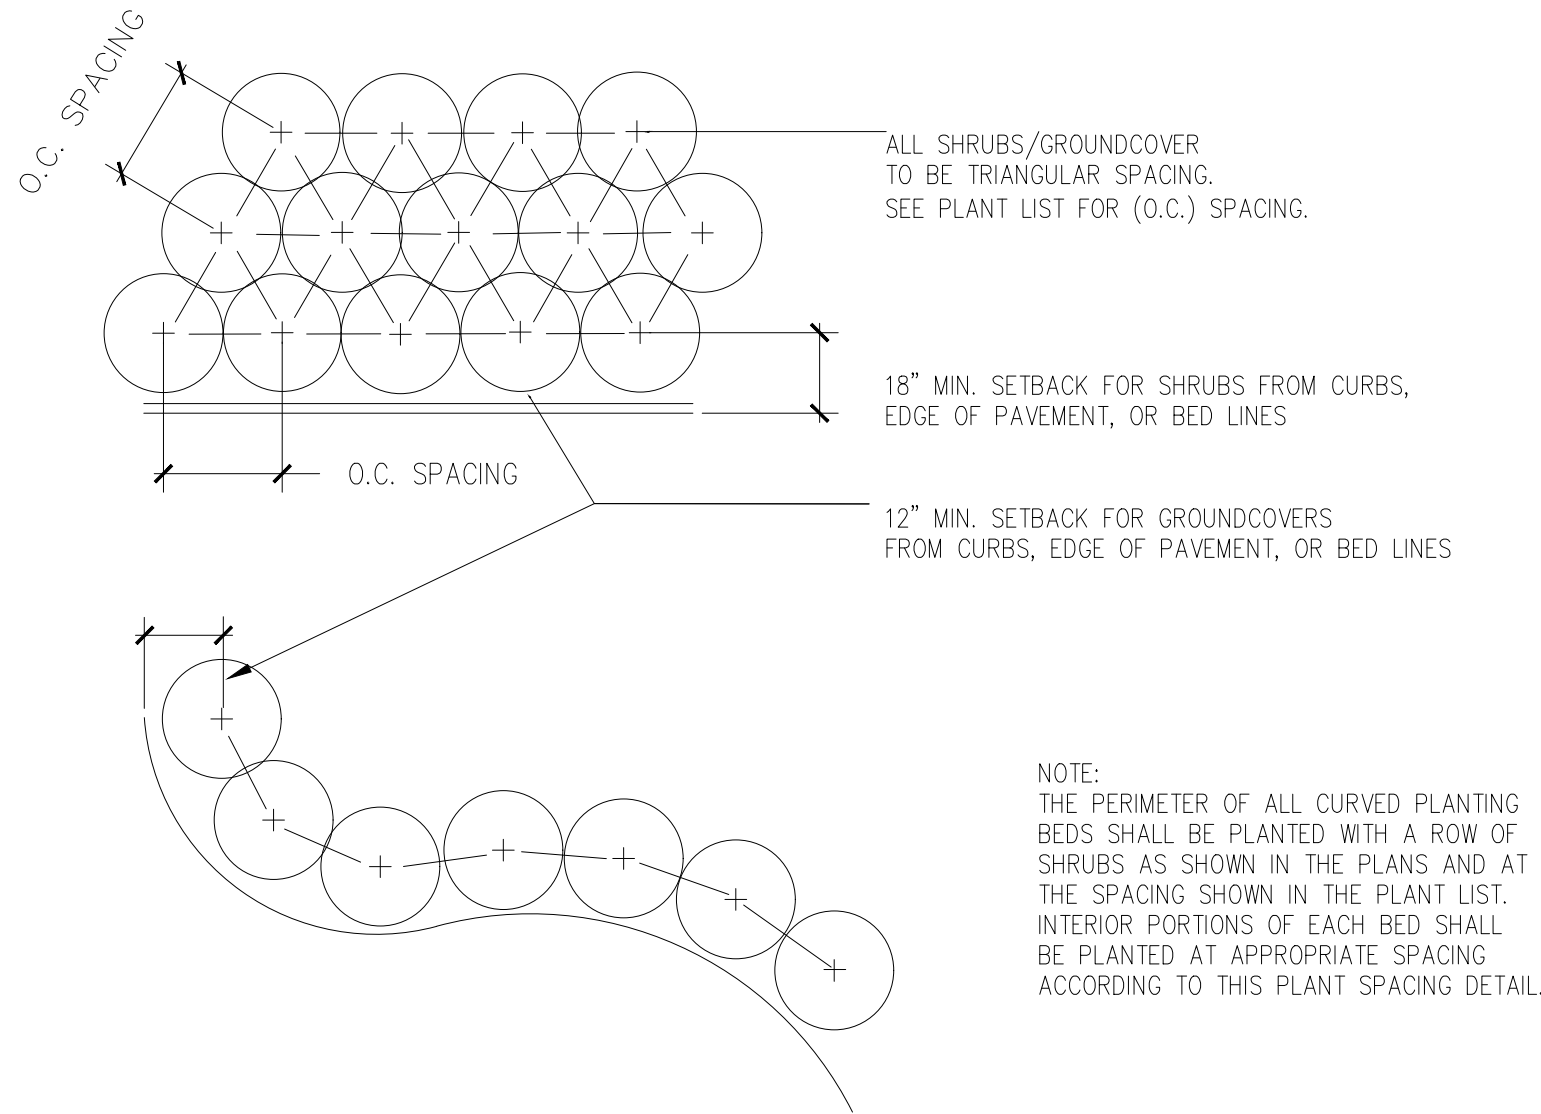 O.C. SPACING
ALL SHRUBS/GROUNDCOVER
TO BE TRIANGULAR SPACING.
SEE PLANT LIST FOR (O.C.) SPACING.
18” MIN. SETBACK FOR SHRUBS FROM CURBS,
EDGE OF PAVEMENT, OR BED LINES
O.C. SPACING
12” MIN. SETBACK FOR GROUNDCOVERS
FROM CURBS, EDGE OF PAVEMENT, OR BED LINES
NOTE:
THE PERIMETER OF ALL CURVED PLANTING
BEDS SHALL BE PLANTED WITH A ROW OF
SHRUBS AS SHOWN IN THE PLANS AND AT
THE SPACING SHOWN IN THE PLANT LIST.
INTERIOR PORTIONS OF EACH BED SHALL
BE PLANTED AT APPROPRIATE SPACING
ACCORDING TO THIS PLANT SPACING DETAIL.